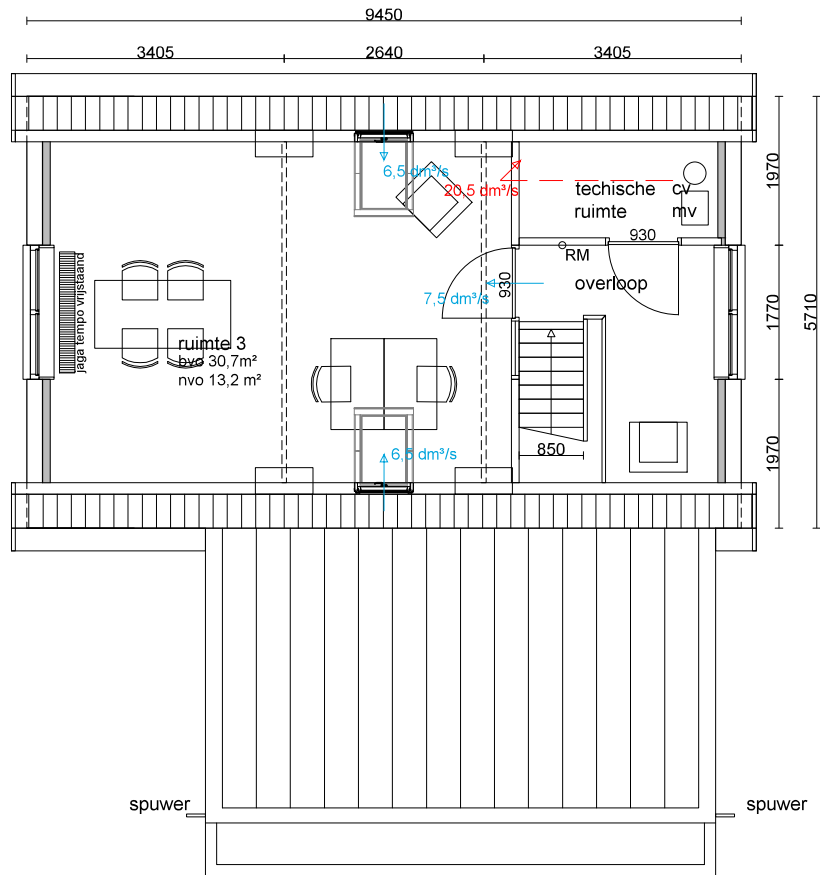 9450
3405
2640
3405
6,5 dm³/s
20,5 dm³/s
techische
ruimte
cv
mv
1970
930
RM
overloop
930
7,5 dm³/s
1770
5710
jaga tempo vrijstaand
ruimte 3
bvo 30,7m²
nvo 13,2 m²
6,5 dm³/s
850
1970
spuwer
spuwer